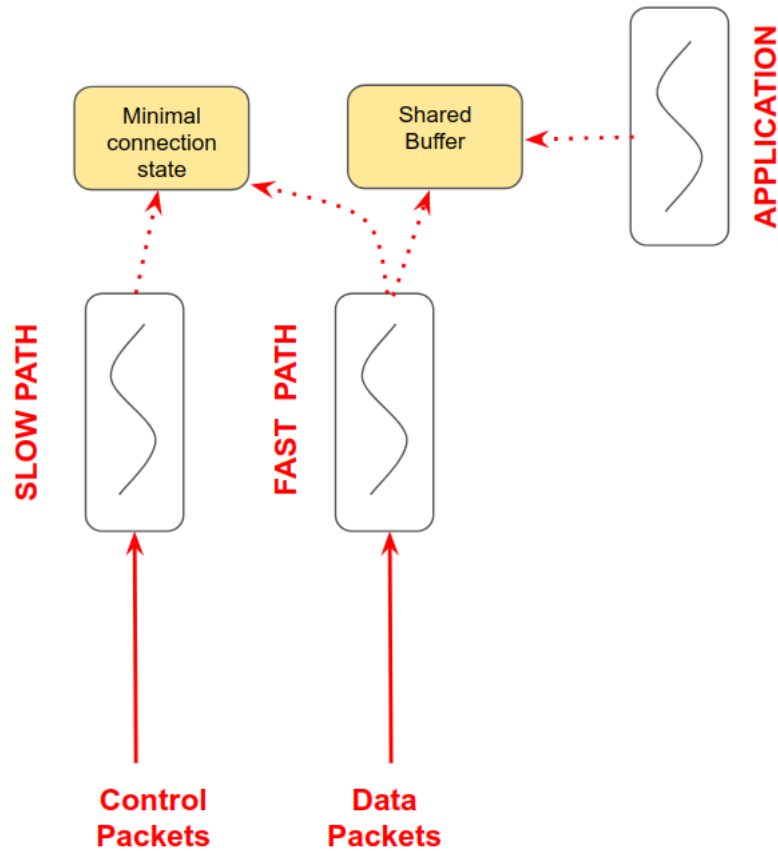 Minimal
connection
state
Shared
Buffer
APPLICATION
SLOW PATH
FAST PATH
Control
Packets
Data
Packets